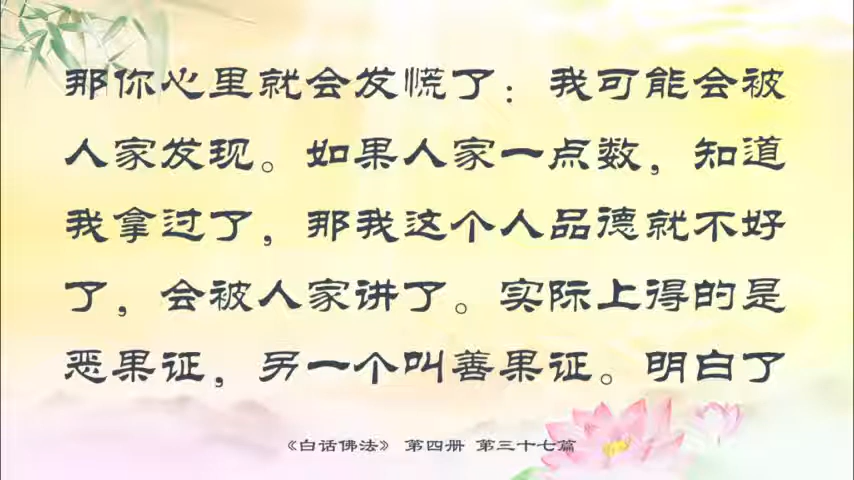 那你心里就会发慌了：我可能会被
人家发现。如果人家一点数，知道
我拿过了，那我这个人品德就不好
了，会被人家讲了。实际上得的是
恶果证，另一个叫善果证。明白了
《白话佛法》 第四册 第三十七篇